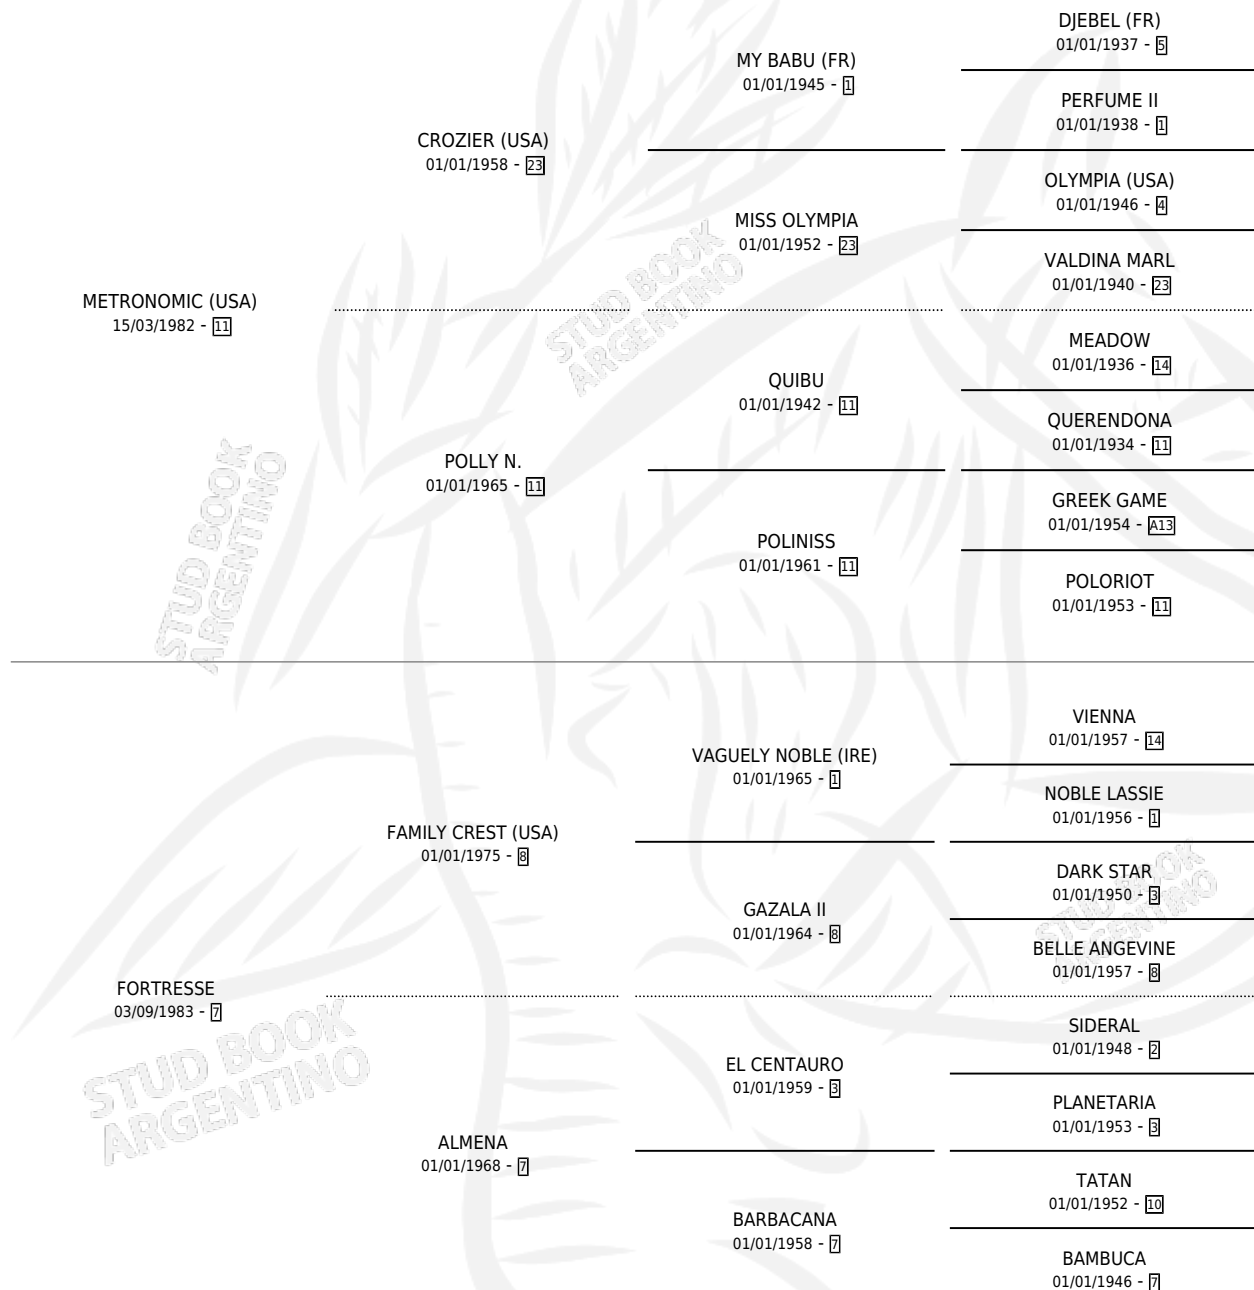 DJEBEL (FR)
01/01/1937 - 5
MY BABU (FR)
01/01/1945 - 1
PERFUME II
01/01/1938 - 1
CROZIER (USA)
01/01/1958 - 23
OLYMPIA (USA)
01/01/1946 - 4
MISS OLYMPIA
01/01/1952 - 23
VALDINA MARL
01/01/1940 - 23
METRONOMIC (USA)
15/03/1982 - 11
MEADOW
01/01/1936 - 14
QUIBU
01/01/1942 - 11
QUERENDONA
01/01/1934 - 11
POLLY N.
01/01/1965 - 11
GREEK GAME
01/01/1954 - A13
POLINISS
01/01/1961 - 11
POLORIOT
01/01/1953 - 11
VIENNA
01/01/1957 - 14
VAGUELY NOBLE (IRE)
01/01/1965 - 1
NOBLE LASSIE
01/01/1956 - 1
FAMILY CREST (USA)
01/01/1975 - 8
DARK STAR
01/01/1950 - 3
GAZALA II
01/01/1964 - 8
BELLE ANGEVINE
01/01/1957 - 8
FORTRESSE
03/09/1983 - 7
SIDERAL
01/01/1948 - 2
EL CENTAURO
01/01/1959 - 3
PLANETARIA
01/01/1953 - 3
ALMENA
01/01/1968 - 7
TATAN
01/01/1952 - 10
BARBACANA
01/01/1958 - 7
BAMBUCA
01/01/1946 - 7
STUD BOOK
ARGENTINO
STUD BOOK
ARGENTINO
STUD BOOK
ARGENTINO
STUD BOOK
ARGENTINO